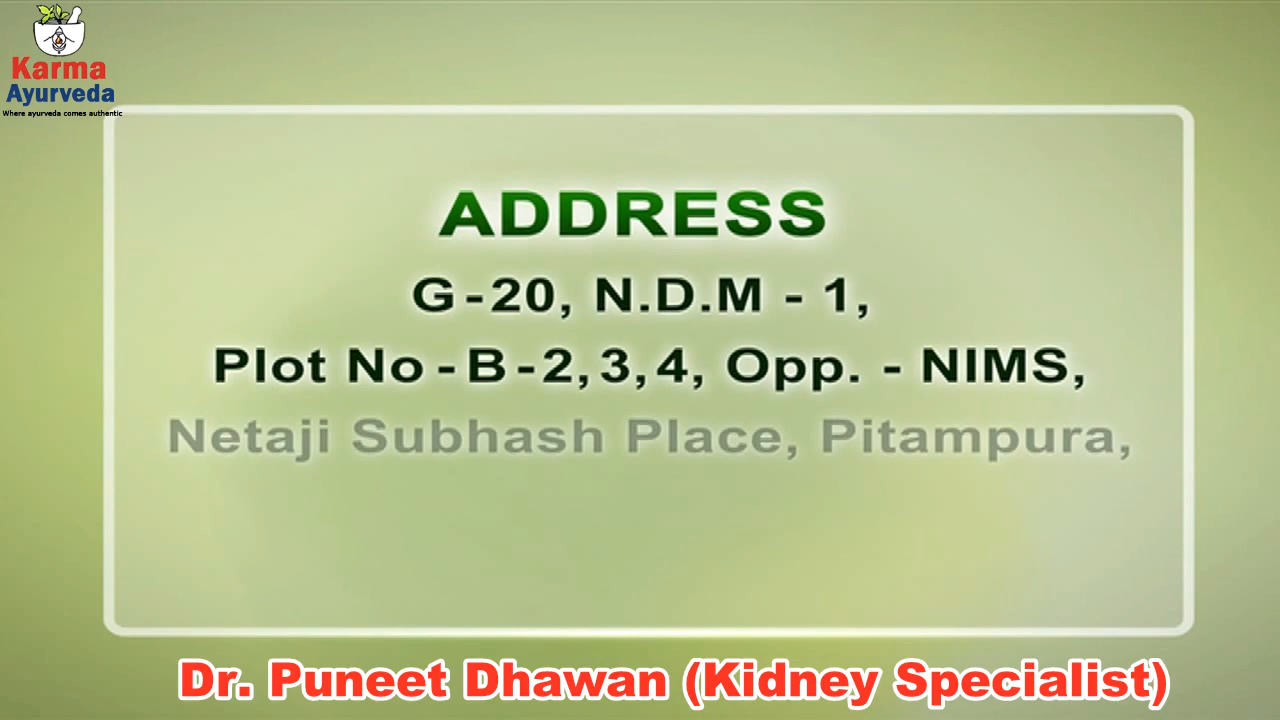 Karma
Ayurveda
Where ayurveda comes authentic
ADDRESS
G-20, N.D.M - 1,
Plot No-B-2,3,4, Opp. - NIMS,
Netaji Subhash Place, Pitampura,
Dr. Puneet Dhawan (Kidney Specialist)